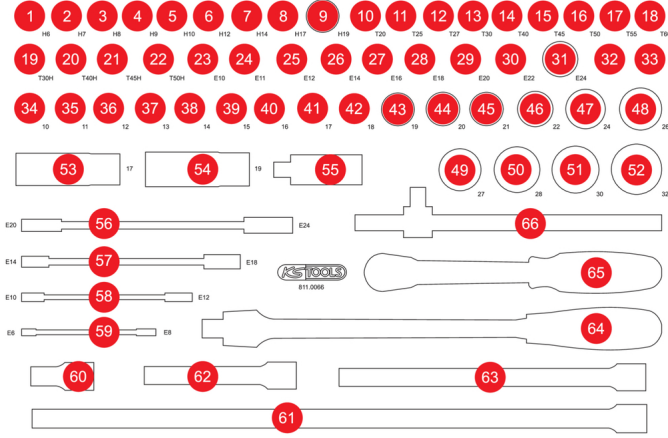 1 2 3 4 5 6 7 8 9 10 11 12 13 14 15 16 17 18
H6 H7 H8 H9 H10 H12 H14 H17 H19 T20 T25 T27 T30 T40 T45 T50 T55 T60
19 20 21 22 23 24 25 26 27 28 29 30 31 32 33
T30H T40H T45H T50H E10 E11 E12 E14 E16 E18 E20 E22 E24
34 35 36 37 38 39 40 41 42 43 44 45 46 47 48
10 11 12 13 14 15 16 17 18 19 20 21 22 24 26
53 17 54 19 55 49 50 51 52
27 28 30 32
E20 56 E24 66
E14 57 E18
KS TOOLS 65
811.0066
E10 58 E12
E6 59 E8 64
60 62 63
61